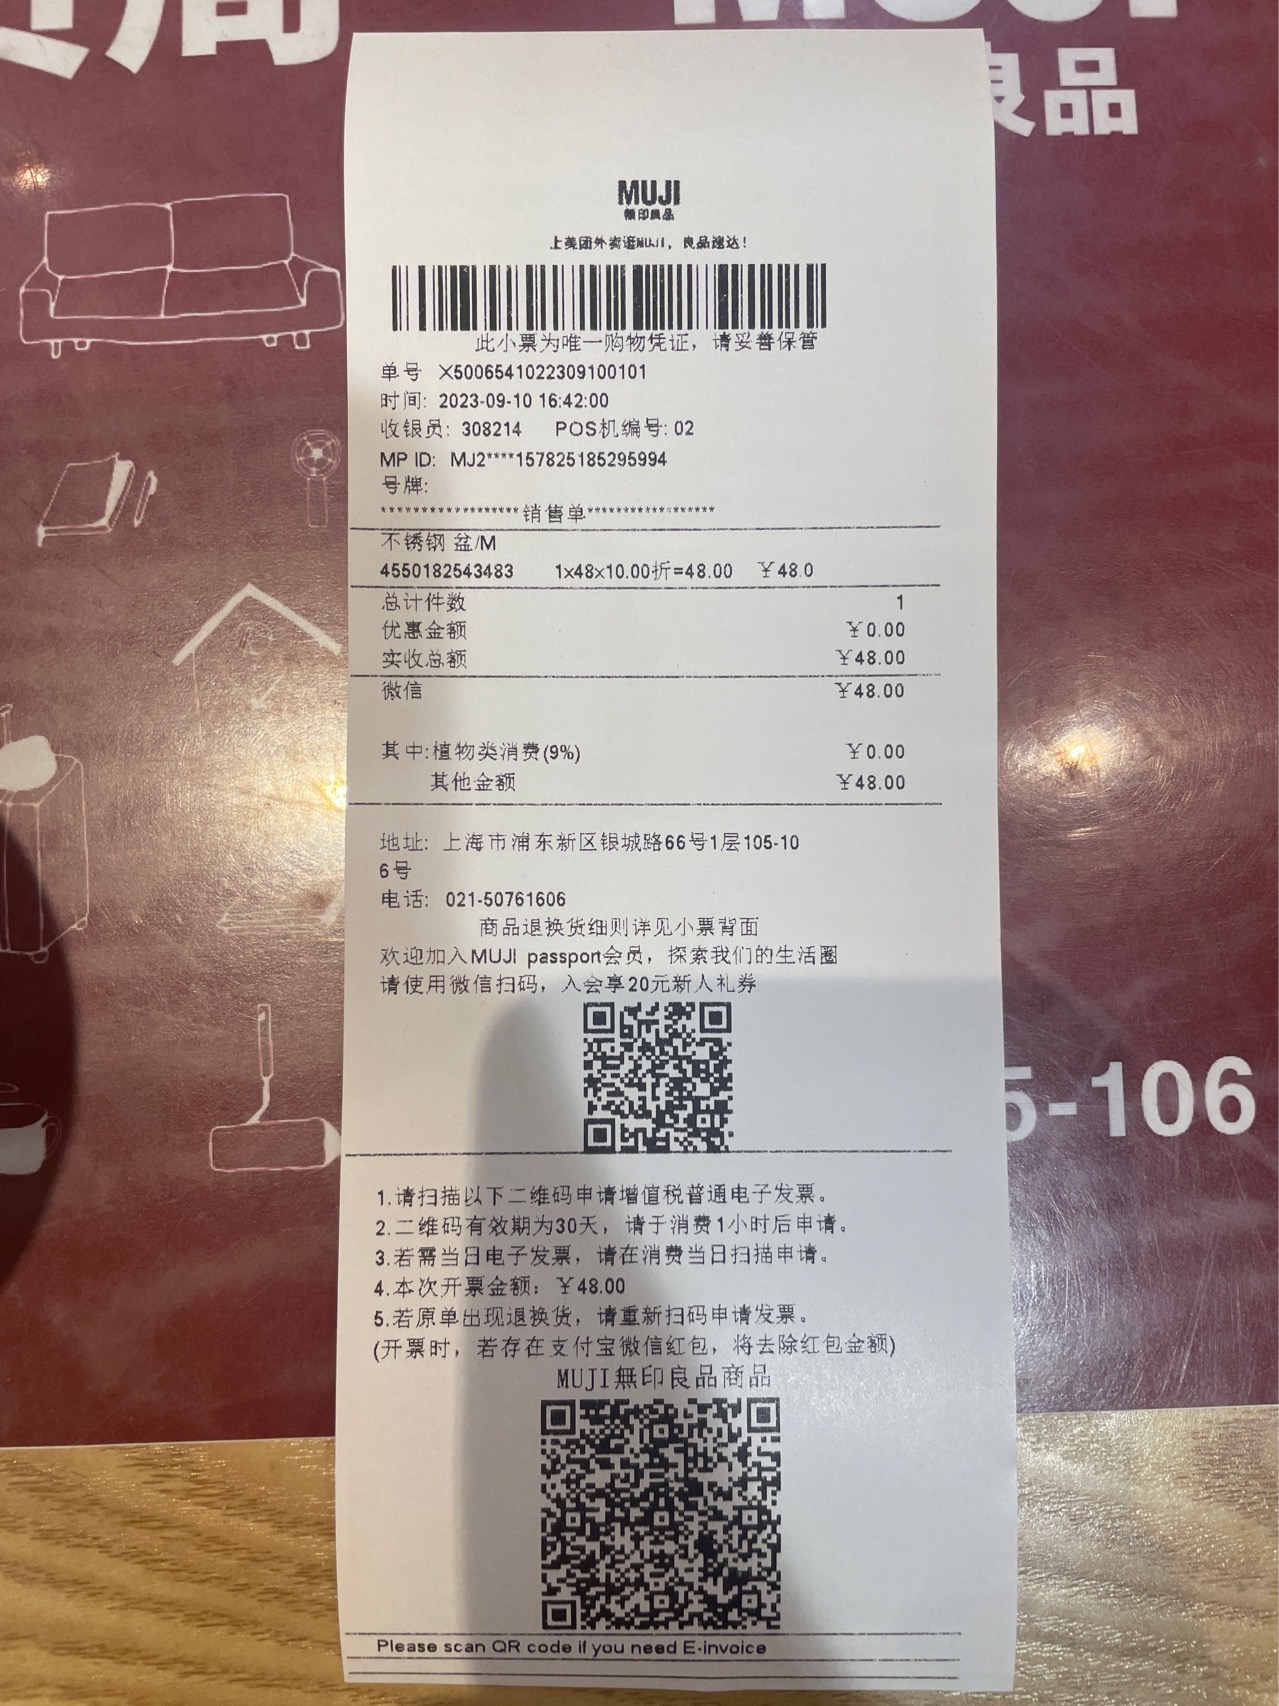 良品
MUJI
無印良品
上美团外卖逛MUJI，良品速达！
此小票为唯一购物凭证，请妥善保管
单号 X5006541022309100101
时间: 2023-09-10 16:42:00
收银员: 308214 POS机编号: 02
MP ID: MJ2****157825185295994
号牌:
*****************销售单****************
不锈钢 盆/M
4550182543483 1x48x10.00折=48.00 ￥48.0
总计件数 1
优惠金额 ￥0.00
实收总额 ￥48.00
微信 ￥48.00
其中:植物类消费(9%) ￥0.00
其他金额 ￥48.00
地址: 上海市浦东新区银城路66号1层105-10
6号
电话: 021-50761606
商品退换货细则详见小票背面
欢迎加入MUJI passport会员，探索我们的生活圈
请使用微信扫码，入会享20元新人礼券
5-106
1.请扫描以下二维码申请增值税普通电子发票。
2.二维码有效期为30天，请于消费1小时后申请。
3.若需当日电子发票，请在消费当日扫描申请。
4.本次开票金额: ￥48.00
5.若原单出现退换货，请重新扫码申请发票。
(开票时，若存在支付宝微信红包，将去除红包金额)
MUJI無印良品商品
Please scan QR code if you need E-invoice